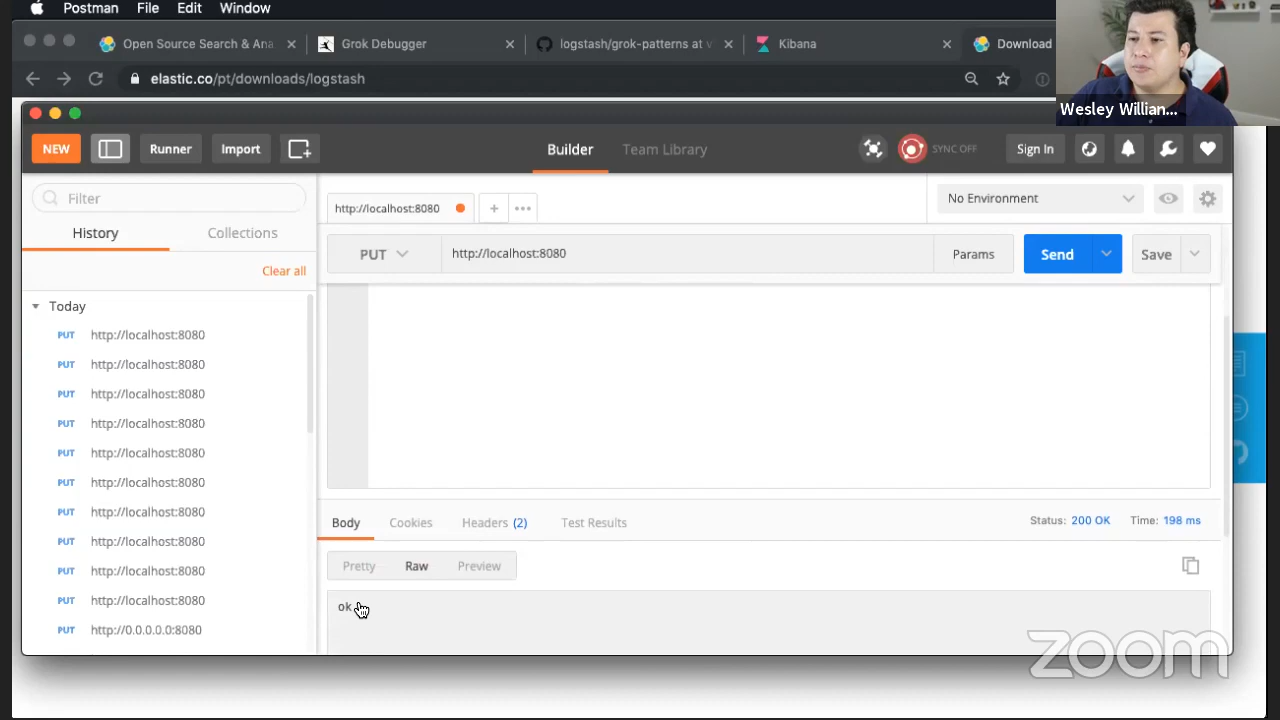 Postman File Edit Window
Open Source Search & Ana Grok Debugger logstash/grok-patterns at v Kibana Download
elastic.co/pt/downloads/logstash
Wesley Willian...
NEW Runner Import Builder Team Library SYNC OFF Sign In
Filter http://localhost:8080 + ••• No Environment
History Collections
PUT http://localhost:8080 Params Send Save
Clear all
Today
PUT http://localhost:8080
PUT http://localhost:8080
PUT http://localhost:8080
PUT http://localhost:8080
PUT http://localhost:8080
PUT http://localhost:8080
PUT http://localhost:8080
PUT http://localhost:8080
PUT http://localhost:8080
PUT http://localhost:8080
PUT http://0.0.0.0:8080
Body Cookies Headers (2) Test Results Status: 200 OK Time: 198 ms
Pretty Raw Preview
ok
zoom